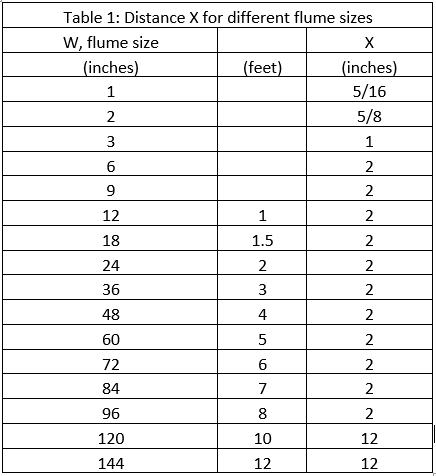 Table 1: Distance X for different flume sizes
W, flume size X
(inches) (feet) (inches)
1 5/16
2 5/8
3 1
6 2
9 2
12 1 2
18 1.5 2
24 2 2
36 3 2
48 4 2
60 5 2
72 6 2
84 7 2
96 8 2
120 10 12
144 12 12